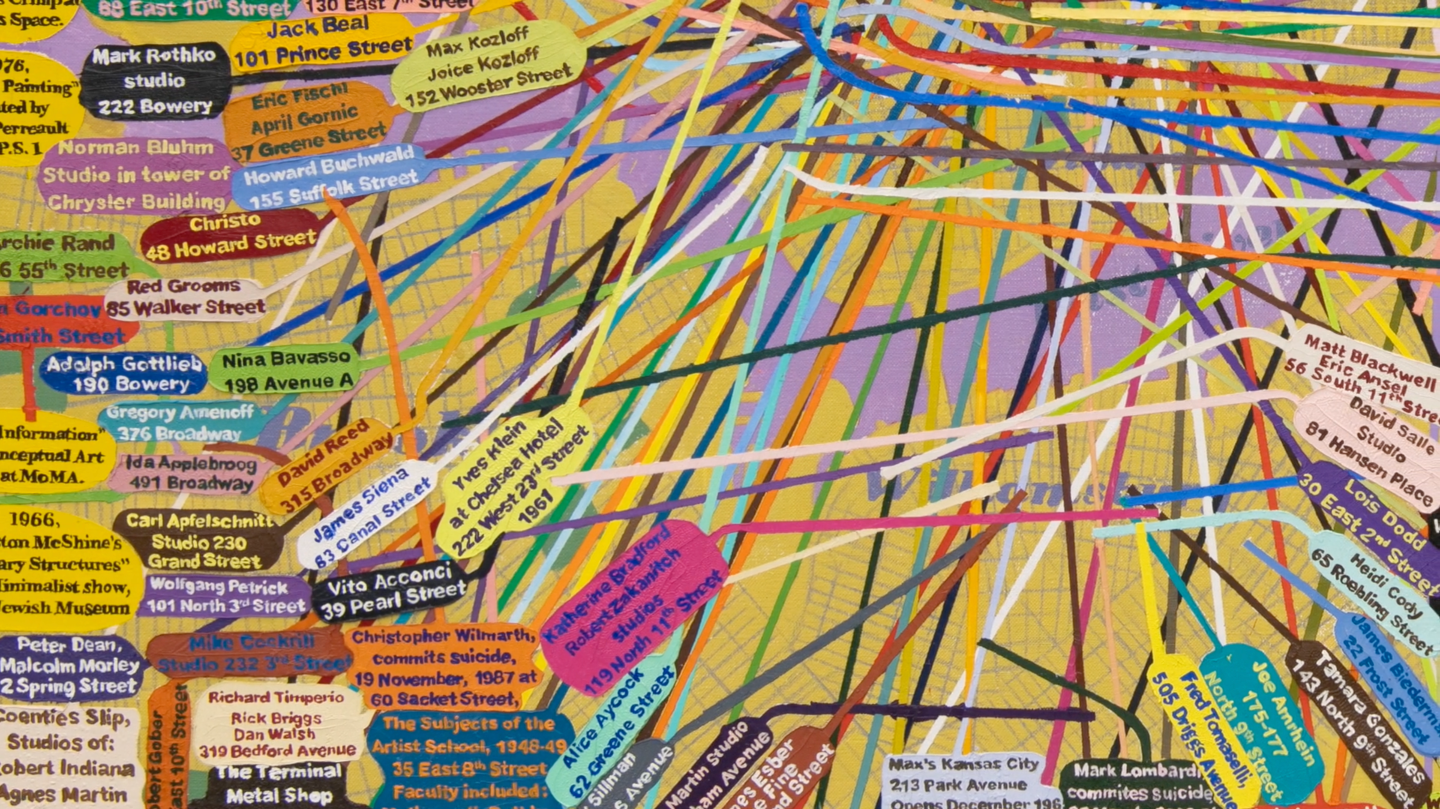 88 East 10th Street
130 East 7th Street
s Space.
Jack Beal
101 Prince Street
Max Kozloff
Joice Kozloff
152 Wooster Street
Mark Rothko
studio
222 Bowery
Painting"
ted by
Perreault
P.S. 1
Eric Fischl
April Gornic
37 Greene Street
Norman Bluhm
Studio in tower of
Chrysler Building
Howard Buchwald
155 Suffolk Street
Christo
48 Howard Street
rchie Rand
6 55th Street
Red Grooms
85 Walker Street
Gorchov
Smith Street
Adolph Gottlieb
190 Bowery
Nina Bavasso
198 Avenue A
Gregory Amenoff
376 Broadway
Information"
nceptual Art
at MoMA.
Ida Applebroog
491 Broadway
David Reed
315 Broadway
James Siena
63 Canal Street
Yves Klein
at Chelsea Hotel
222 West 23rd Street
1961
1966,
ton McShine's
ary Structures"
Minimalist show,
Jewish Museum
Carl Apfelschnitt
Studio 230
Grand Street
Wolfgang Petrick
101 North 3rd Street
Vito Acconci
39 Pearl Street
Peter Dean,
Malcolm Morley
2 Spring Street
Mike Cockrill
Studio 232 3rd Street
Christopher Wilmarth,
commits suicide,
19 November, 1987 at
60 Sacket Street,
Katherine Bradford
Robert Zakanitch
studios
119 North 11th Street
Coenties Slip,
Studios of:
Robert Indiana
Agnes Martin
Robert Gober
East 10th Street
Richard Timperio
Rick Briggs
Dan Walsh
319 Bedford Avenue
The Terminal
Metal Shop
The Subjects of the
Artist School, 1948-49
35 East 8th Street
Faculty included:
Alice Aycock
62 Greene Street
Sillman
Avenue
Martin Studio
Avenue
Street
Max's Kansas City
213 Park Avenue
Opens December 196
Mark Lombardi
commites suicide
Fred Tomaselli,
505 Driggs Avenue
Joe Amrhein
175-177
North 9th Street
Tamara Gonzales
143 North 9th Street
James Biederman
22 Frost Street
Heidi Cody
65 Roebling Street
Lois Dodd
30 East 2nd Street
David Salle
Studio
81 Hansen Place
Matt Blackwell
Eric Ansel
56 South 11th Street